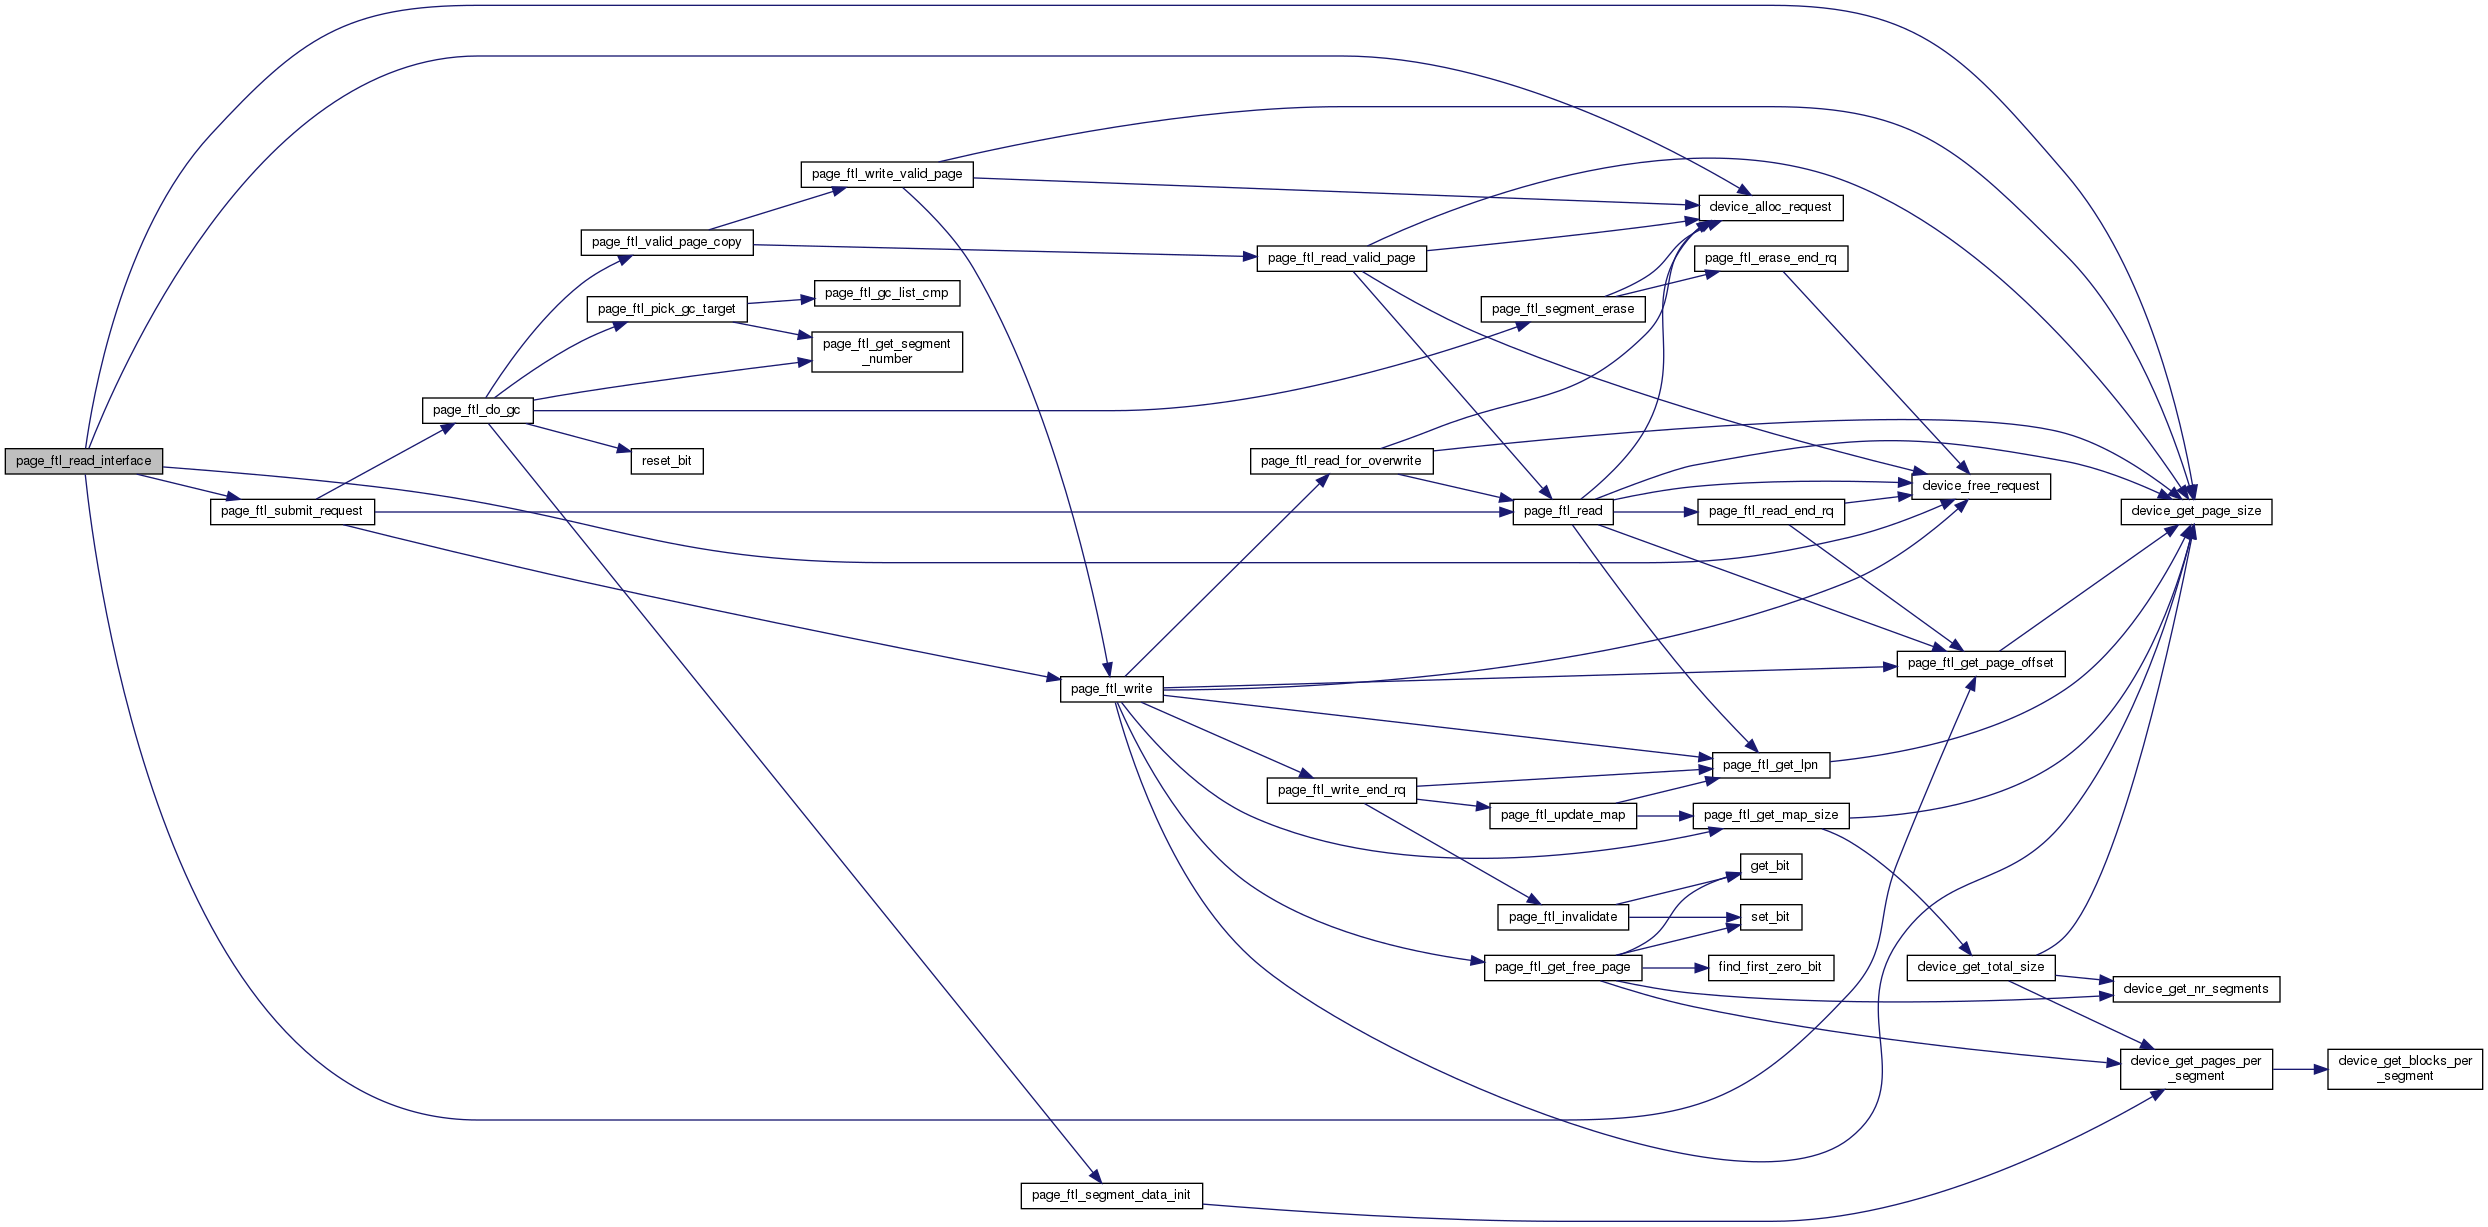 page_ftl_read_interface
page_ftl_submit_request
page_ftl_do_gc
page_ftl_valid_page_copy
page_ftl_pick_gc_target
reset_bit
page_ftl_write_valid_page
page_ftl_gc_list_cmp
page_ftl_get_segment
_number
page_ftl_write
page_ftl_segment_data_init
page_ftl_read_valid_page
page_ftl_read_for_overwrite
page_ftl_write_end_rq
page_ftl_segment_erase
page_ftl_read
page_ftl_update_map
page_ftl_invalidate
page_ftl_get_free_page
device_alloc_request
page_ftl_erase_end_rq
page_ftl_read_end_rq
page_ftl_get_lpn
page_ftl_get_map_size
get_bit
set_bit
find_first_zero_bit
device_free_request
page_ftl_get_page_offset
device_get_total_size
device_get_page_size
device_get_nr_segments
device_get_pages_per
_segment
device_get_blocks_per
_segment